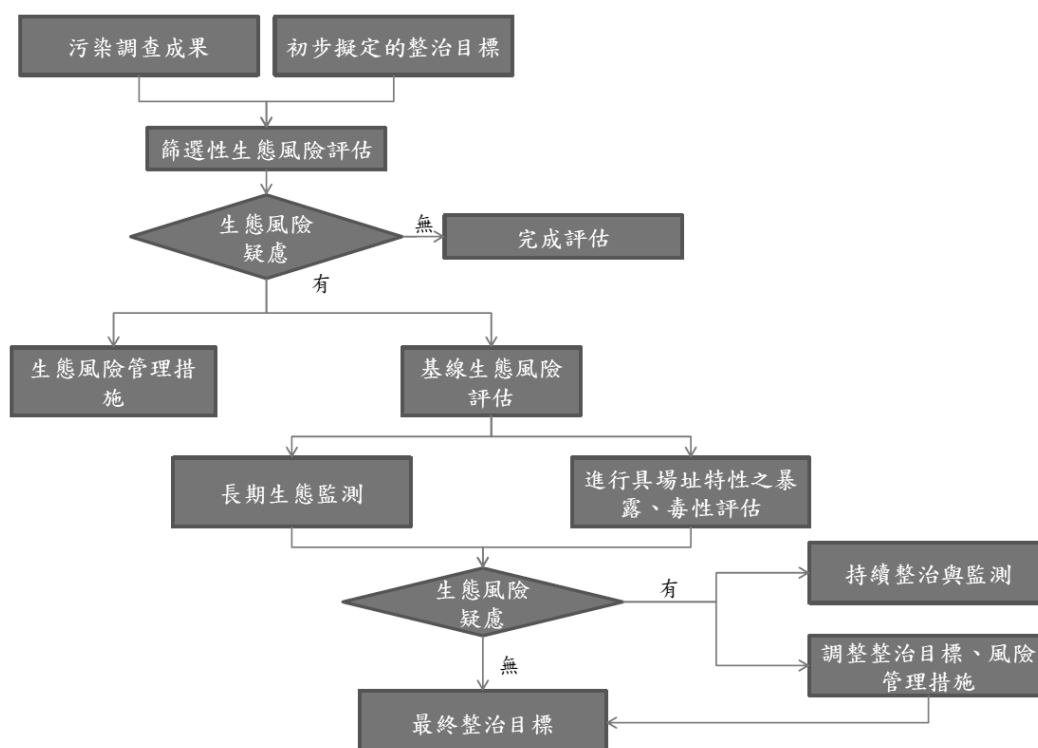 污染調查成果
初步擬定的整治目標
篩選性生態風險評估
生態風險
疑慮
無
完成評估
有
生態風險管理措
施
基線生態風險
評估
長期生態監測
進行具場址特性之暴
露、毒性評估
生態風險
疑慮
有
持續整治與監測
調整整治目標、風險
管理措施
無
最終整治目標